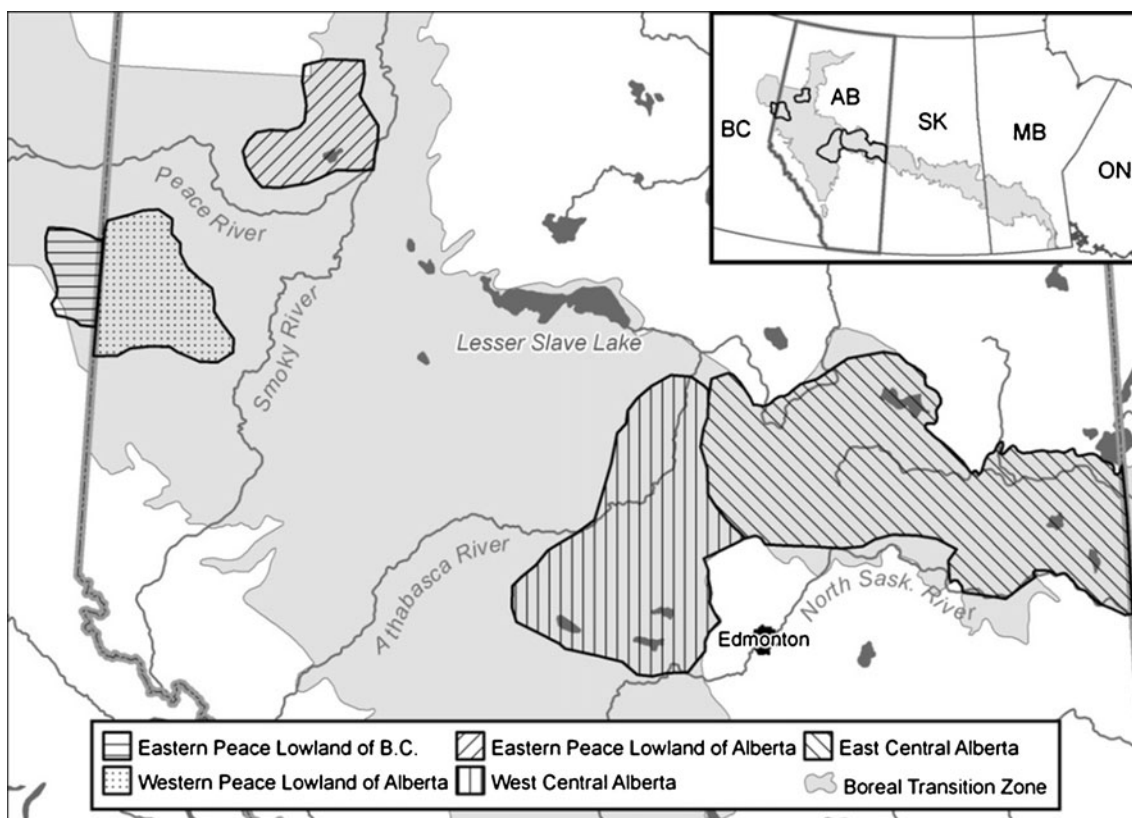 BC
AB
SK
MB
ON
Peace River
Smoky River
Lesser Slave Lake
Athabasca River
North Sask. River
Edmonton
Eastern Peace Lowland of B.C.
Eastern Peace Lowland of Alberta
East Central Alberta
Western Peace Lowland of Alberta
West Central Alberta
Boreal Transition Zone